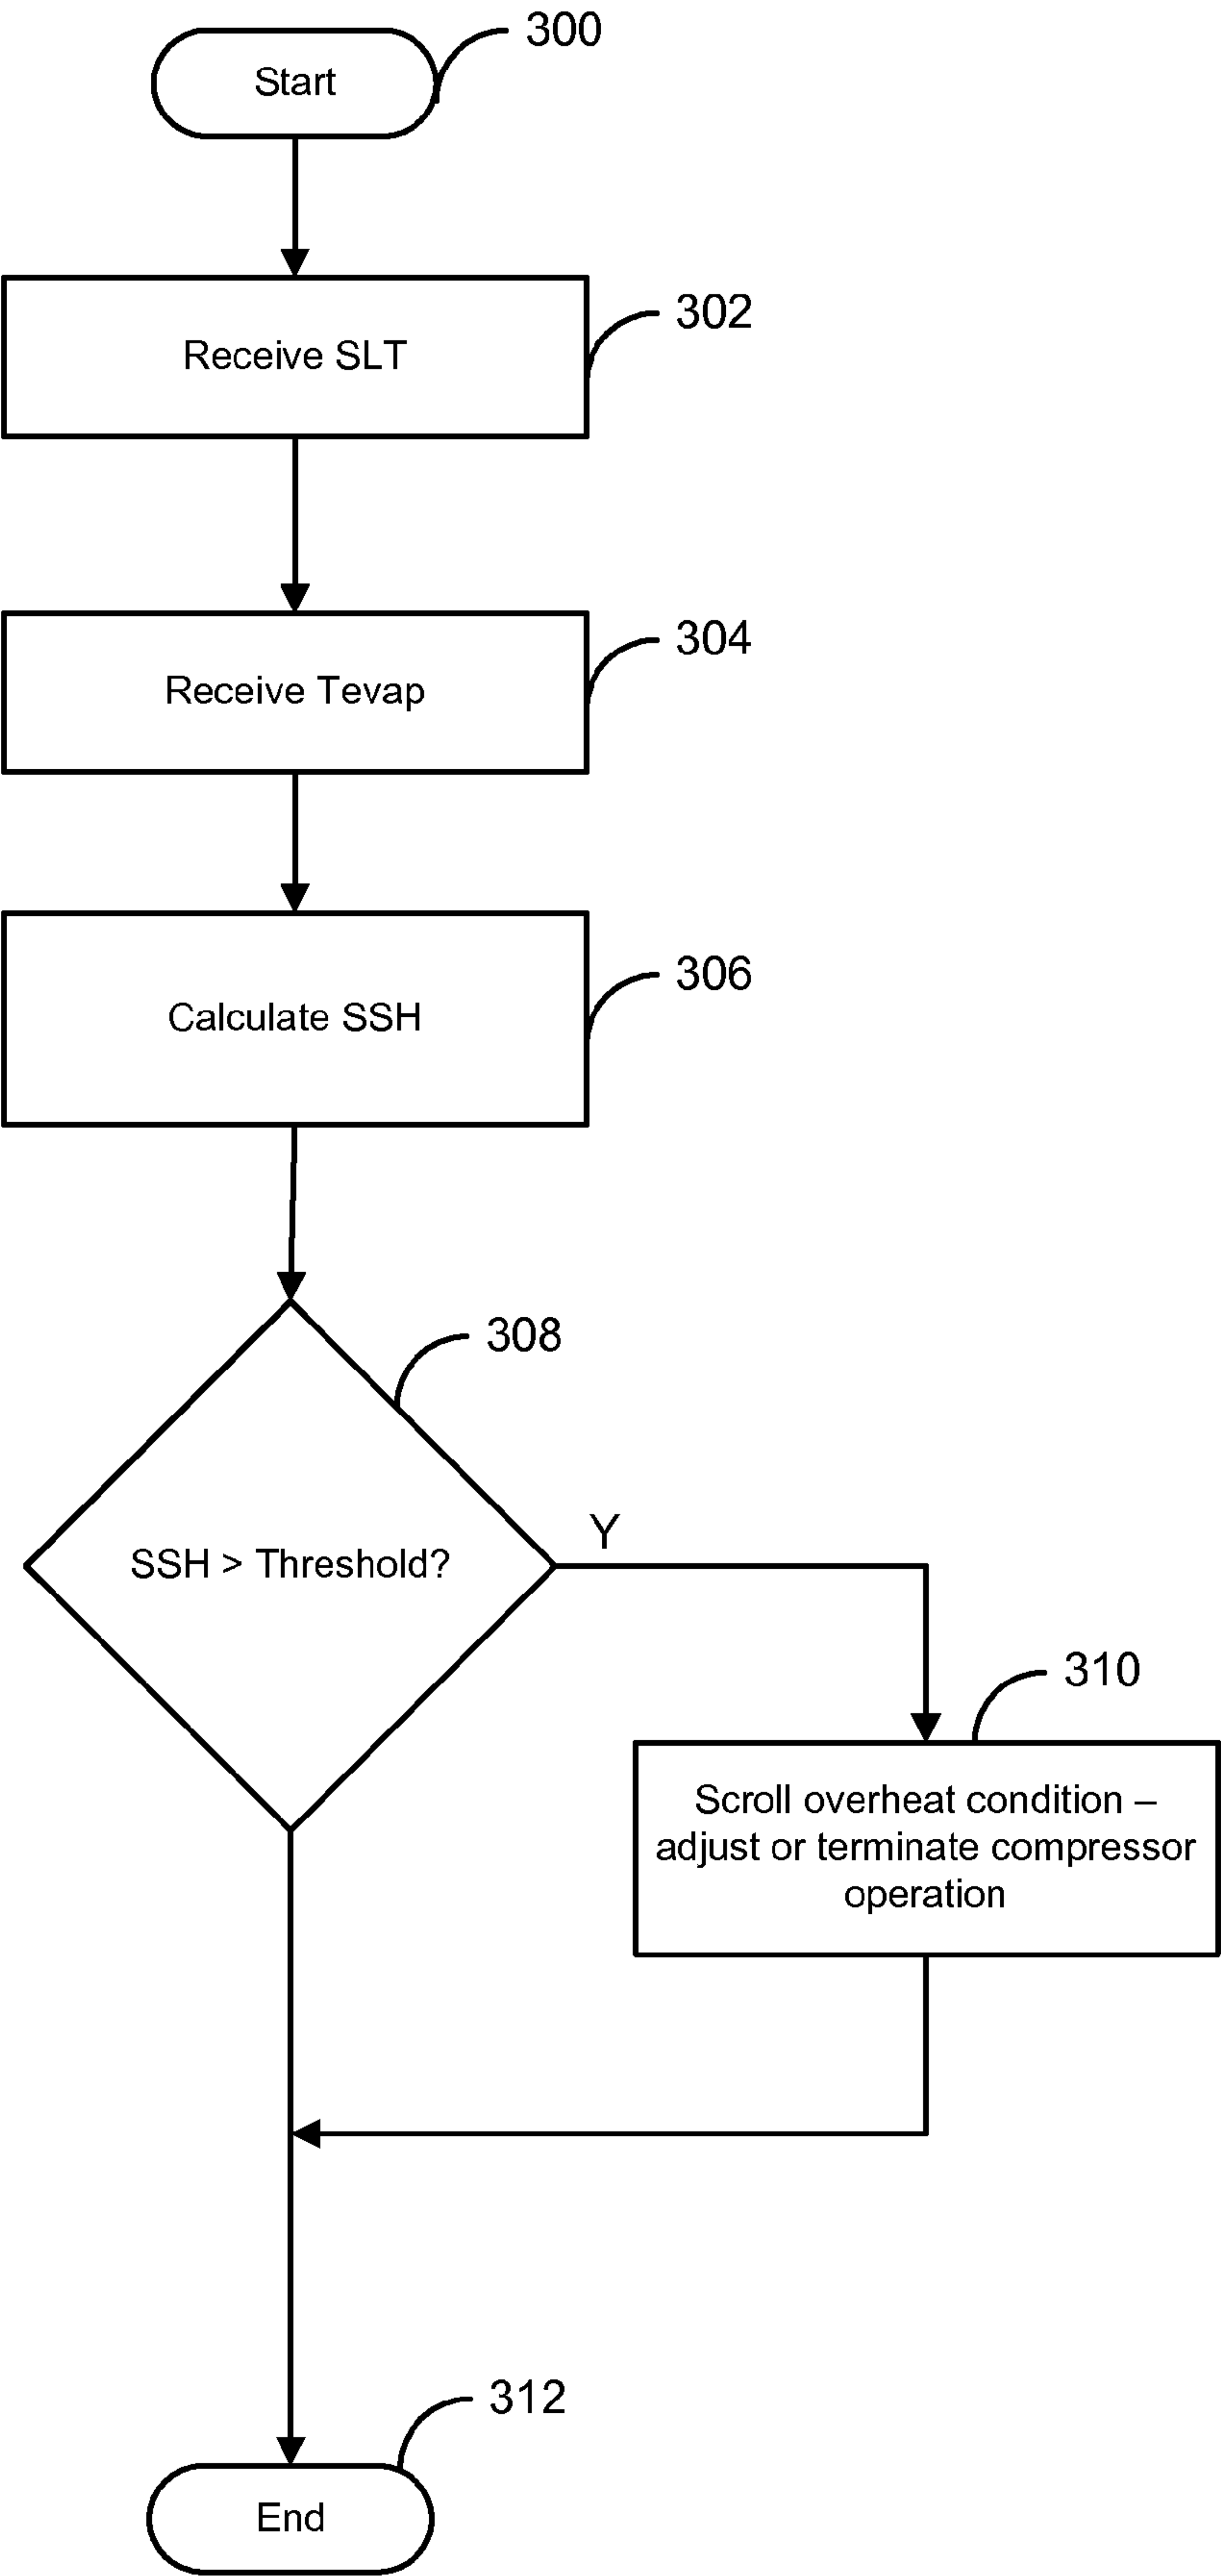 300
Start
302
Receive SLT
304
Receive Tevap
306
Calculate SSH
308
SSH > Threshold?
Y
310
Scroll overheat condition –
adjust or terminate compressor
operation
312
End